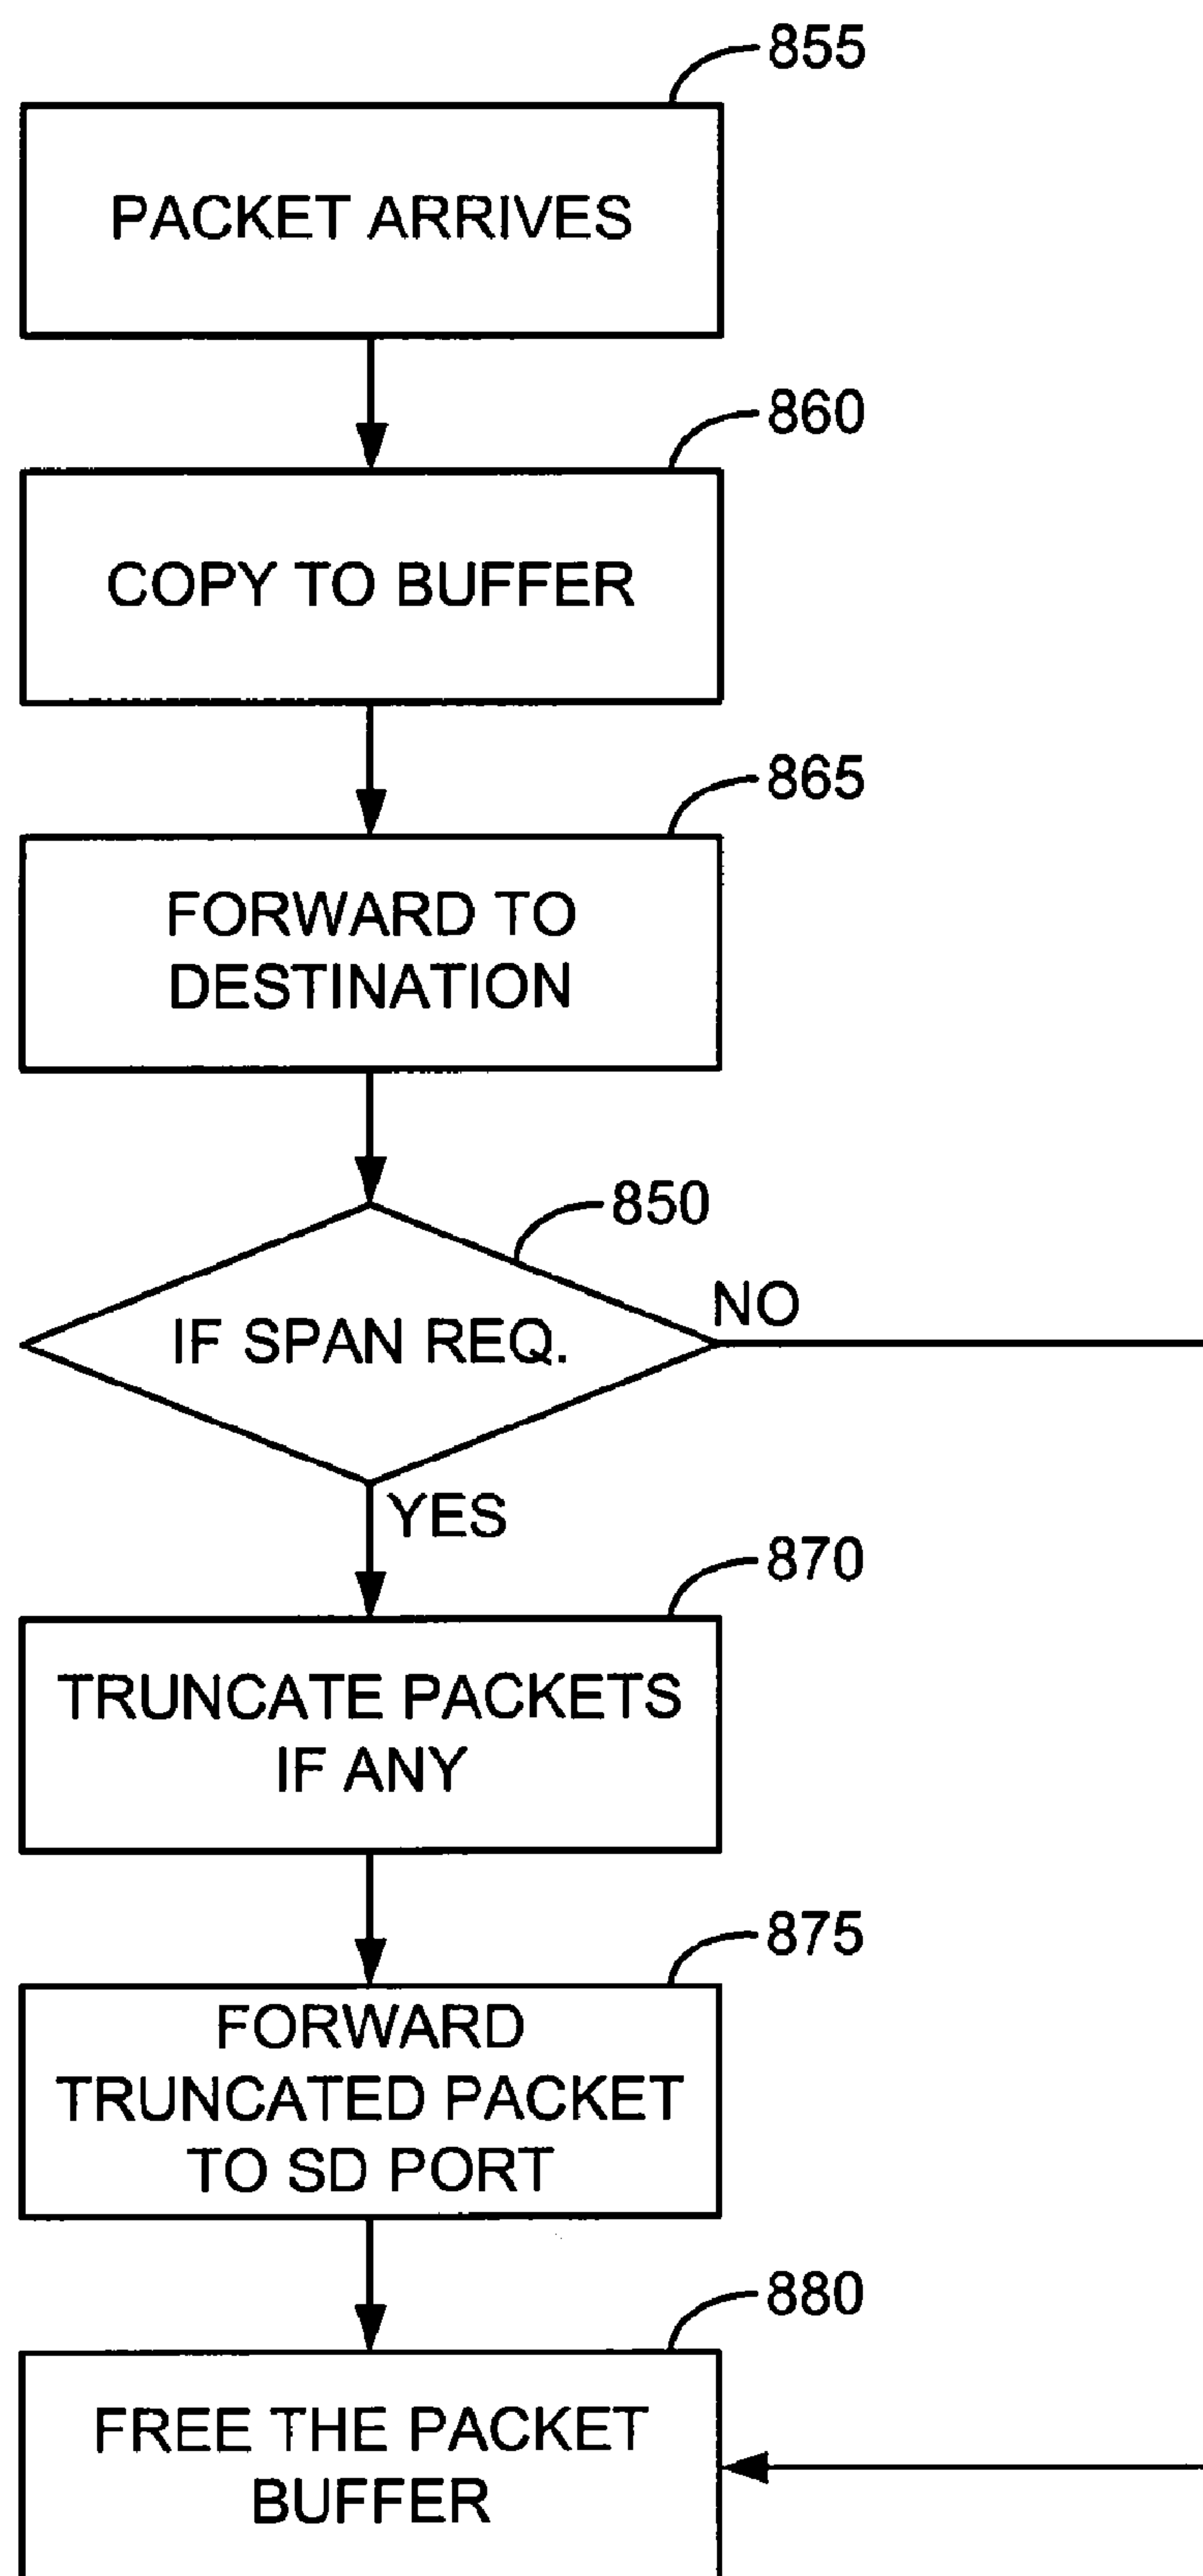 855
PACKET ARRIVES
860
COPY TO BUFFER
865
FORWARD TO
DESTINATION
850
IF SPAN REQ.
NO
YES
870
TRUNCATE PACKETS
IF ANY
875
FORWARD
TRUNCATED PACKET
TO SD PORT
880
FREE THE PACKET
BUFFER